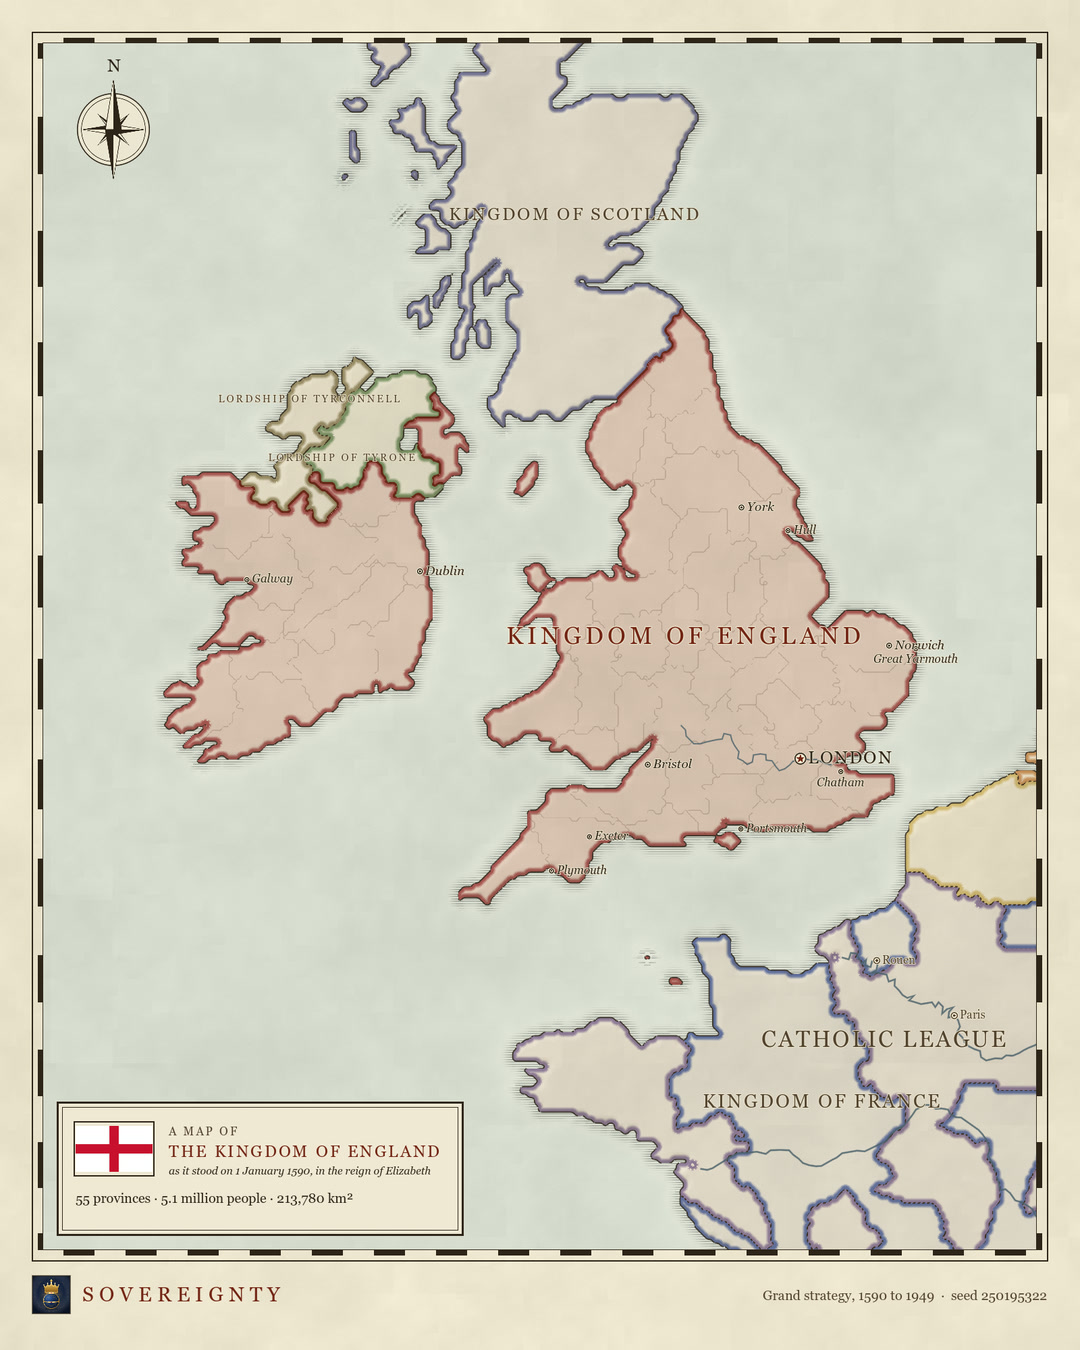 N
KINGDOM OF SCOTLAND
LORDSHIP OF TYRCONNELL
LORDSHIP OF TYRONE
York
Hull
Dublin
Galway
KINGDOM OF ENGLAND
Norwich
Great Yarmouth
LONDON
Bristol
Chatham
Portsmouth
Exeter
Plymouth
Rouen
Paris
CATHOLIC LEAGUE
KINGDOM OF FRANCE
A MAP OF
THE KINGDOM OF ENGLAND
as it stood on 1 January 1590, in the reign of Elizabeth
55 provinces · 5.1 million people · 213,780 km²
SOVEREIGNTY
Grand strategy, 1590 to 1949 · seed 250195322